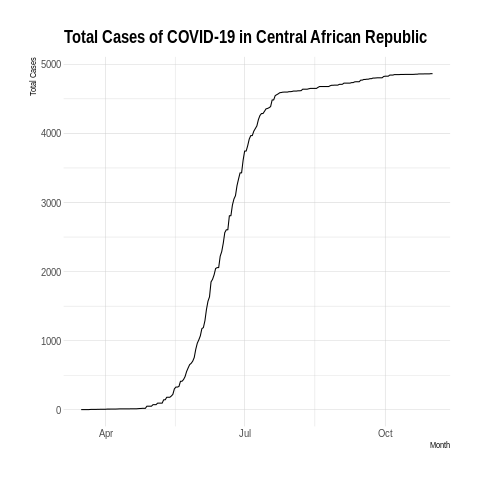 Total Cases of COVID-19 in Central African Republic
Total Cases
5000
4000
3000
2000
1000
0
Apr
Jul
Oct
Month